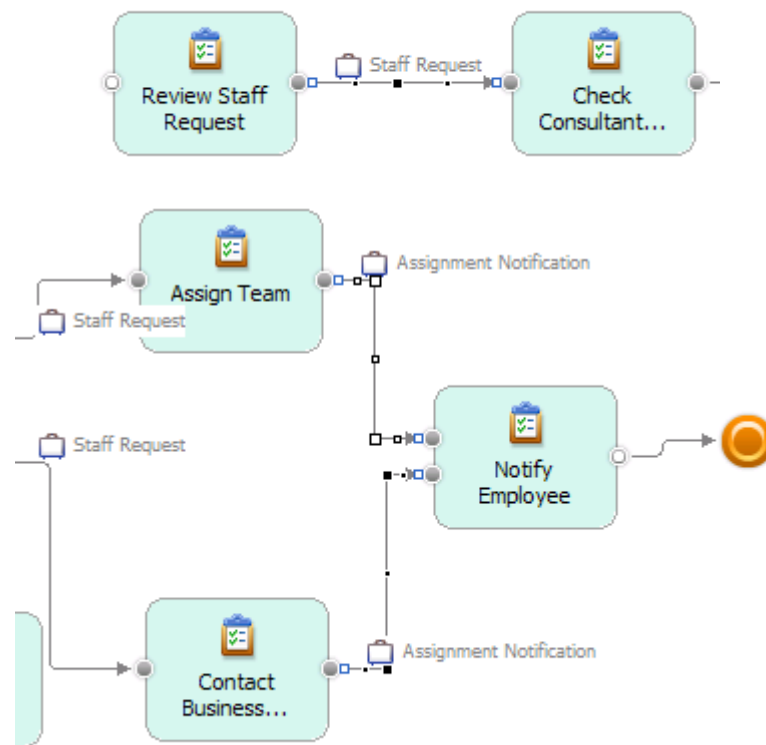 Staff Request
Review Staff
Request
Check
Consultant...
Assignment Notification
Assign Team
Staff Request
Staff Request
Notify
Employee
Assignment Notification
Contact
Business...